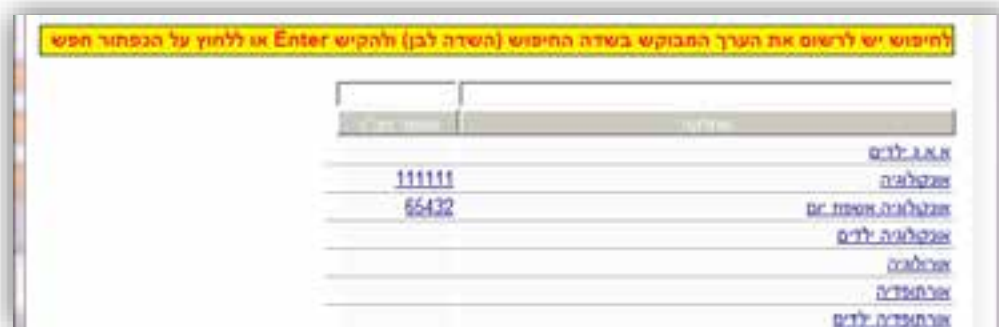 לחיפוש יש לרשום את הערך המבוקש בשדה החיפוש (השדה לבן) ולהקיש Enter או ללחוץ על הכפתור חפש
מחלקה
א.א.ג ילדים
אונקולוגיה 111111
אונקולוגיה אשפוז יום 65432
אונקולוגיה ילדים
אורולוגיה
אורתופדיה
אורתופדיה ילדים